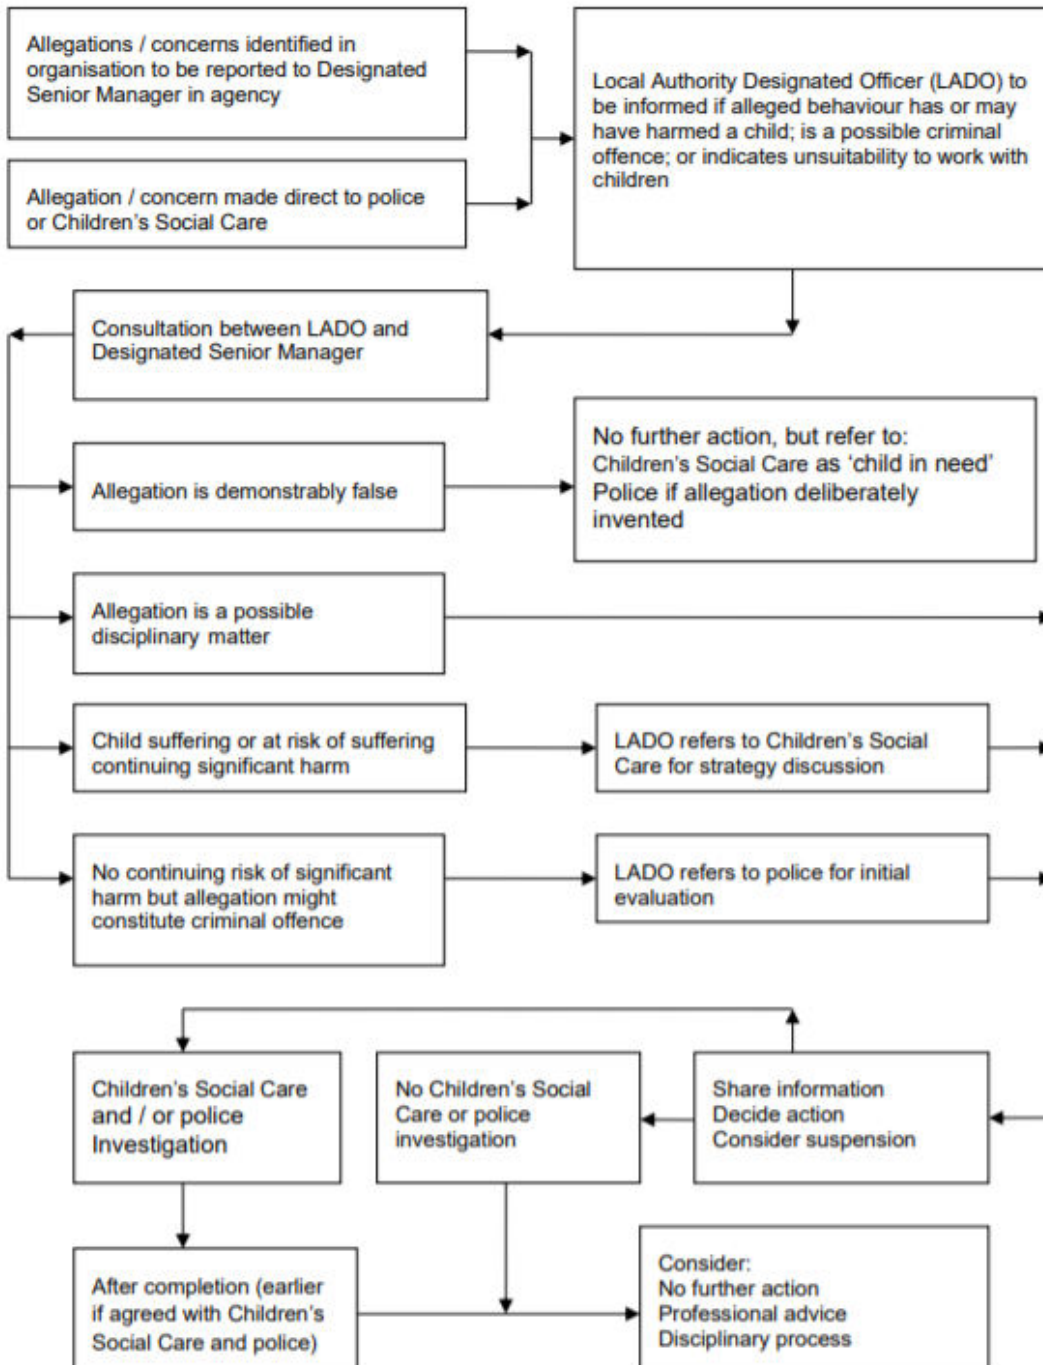 Allegations / concerns identified in
organisation to be reported to Designated
Senior Manager in agency
Local Authority Designated Officer (LADO) to
be informed if alleged behaviour has or may
have harmed a child; is a possible criminal
offence; or indicates unsuitability to work with
children
Allegation / concern made direct to police
or Children's Social Care
Consultation between LADO and
Designated Senior Manager
No further action, but refer to:
Children's Social Care as ‘child in need’
Police if allegation deliberately
invented
Allegation is demonstrably false
Allegation is a possible
disciplinary matter
Child suffering or at risk of suffering
continuing significant harm
LADO refers to Children's Social
Care for strategy discussion
No continuing risk of significant
harm but allegation might
constitute criminal offence
LADO refers to police for initial
evaluation
Children's Social Care
and / or police
Investigation
No Children's Social
Care or police
investigation
Share information
Decide action
Consider suspension
After completion (earlier
if agreed with Children's
Social Care and police)
Consider:
No further action
Professional advice
Disciplinary process